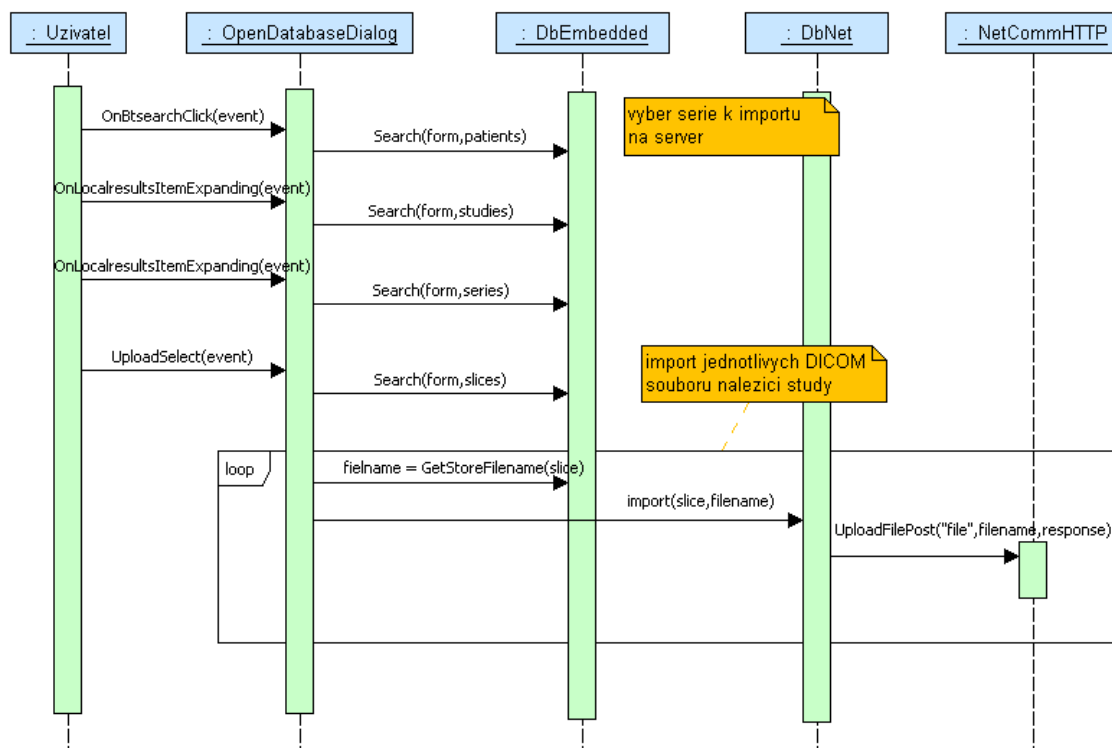 : Uzivatel
: OpenDatabaseDialog
: DbEmbedded
: DbNet
: NetCommHTTP
OnBtsearchClick(event)
vyber serie k importu
na server
Search(form,patients)
OnLocalresultsItemExpanding(event)
Search(form,studies)
OnLocalresultsItemExpanding(event)
Search(form,series)
UploadSelect(event)
import jednotlivych DICOM
souboru nalezici study
Search(form,slices)
loop
fielname = GetStoreFilename(slice)
import(slice,filename)
UploadFilePost("file",filename,response)